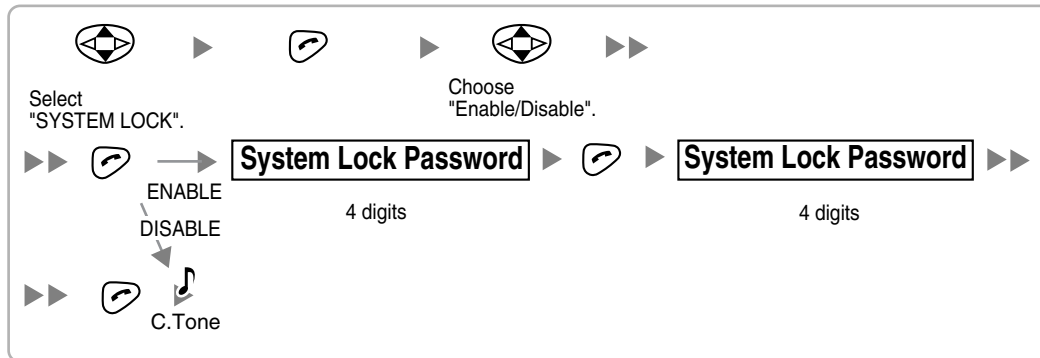 Select
"SYSTEM LOCK".
Choose
"Enable/Disable".
ENABLE
System Lock Password
4 digits
System Lock Password
4 digits
DISABLE
C.Tone